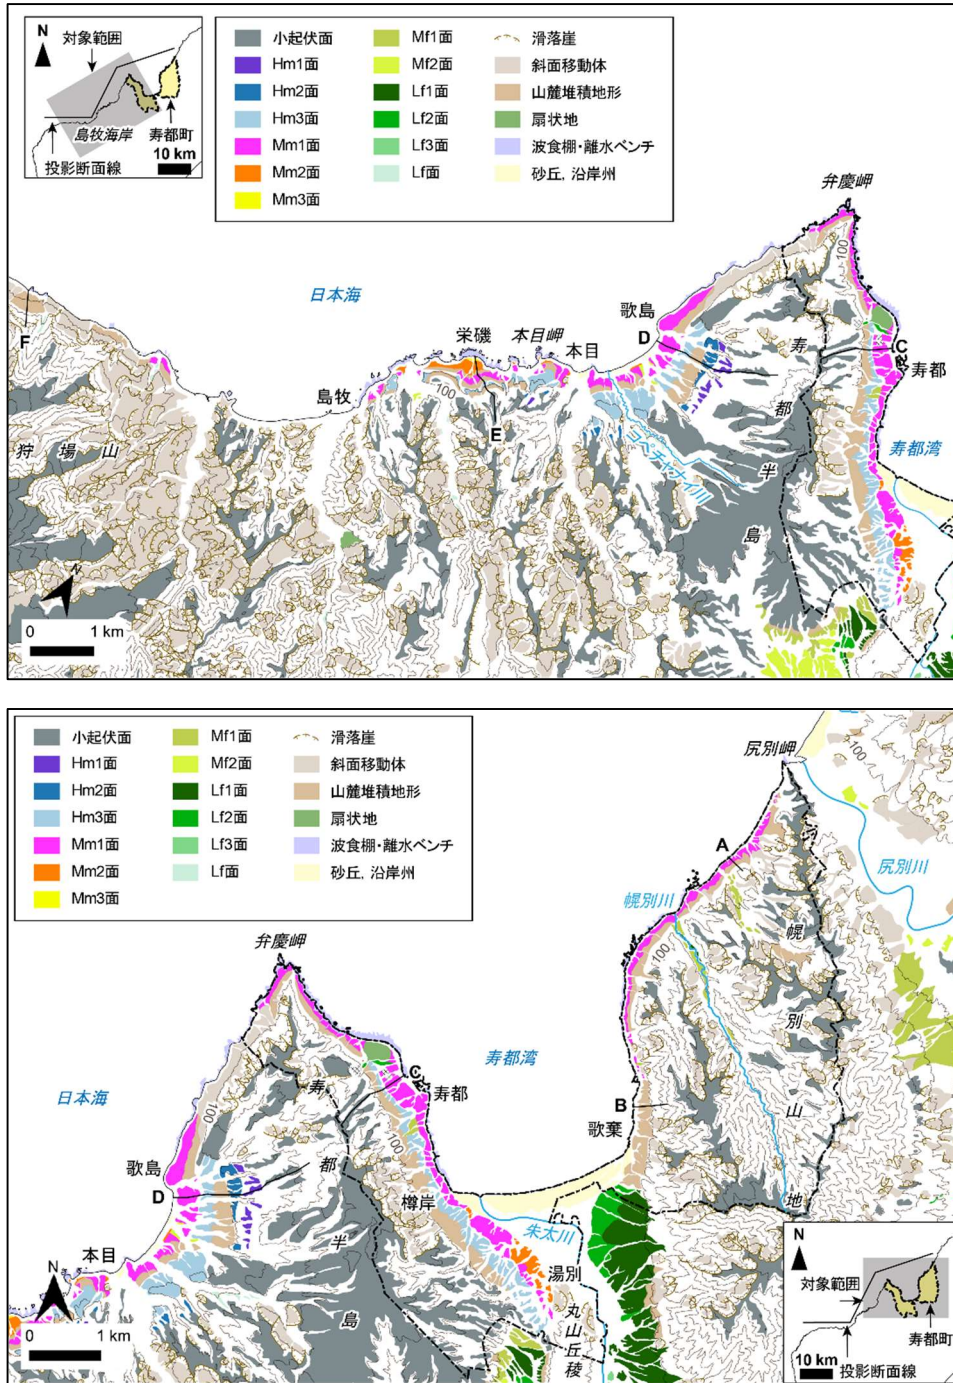 N
対象範囲
島牧海岸
寿都町
投影断面線
10 km
小起伏面
Hm1面
Hm2面
Hm3面
Mm1面
Mm2面
Mm3面
Mf1面
Mf2面
Lf1面
Lf2面
Lf3面
Lf面
滑落崖
斜面移動体
山麓堆積地形
扇状地
波食棚・離水ベンチ
砂丘, 沿岸州
弁慶岬
100
日本海
歌島
D
栄磯
本目岬
本目
島牧
100
E
F
C
寿都
寿都湾
狩場山
寿都半島
ヨペチャナイ川
N
0 1 km
小起伏面
Hm1面
Hm2面
Hm3面
Mm1面
Mm2面
Mm3面
Mf1面
Mf2面
Lf1面
Lf2面
Lf3面
Lf面
滑落崖
斜面移動体
山麓堆積地形
扇状地
波食棚・離水ベンチ
砂丘, 沿岸州
尻別岬
100
尻別川
A
幌別川
100
幌別山地
弁慶岬
寿都湾
日本海
100
C
寿都
100
B
歌棄
歌島
D
樽岸
寿都半島
本目
朱太川
湯別
丸山丘陵
N
0 1 km
N
対象範囲
寿都町
10 km
投影断面線